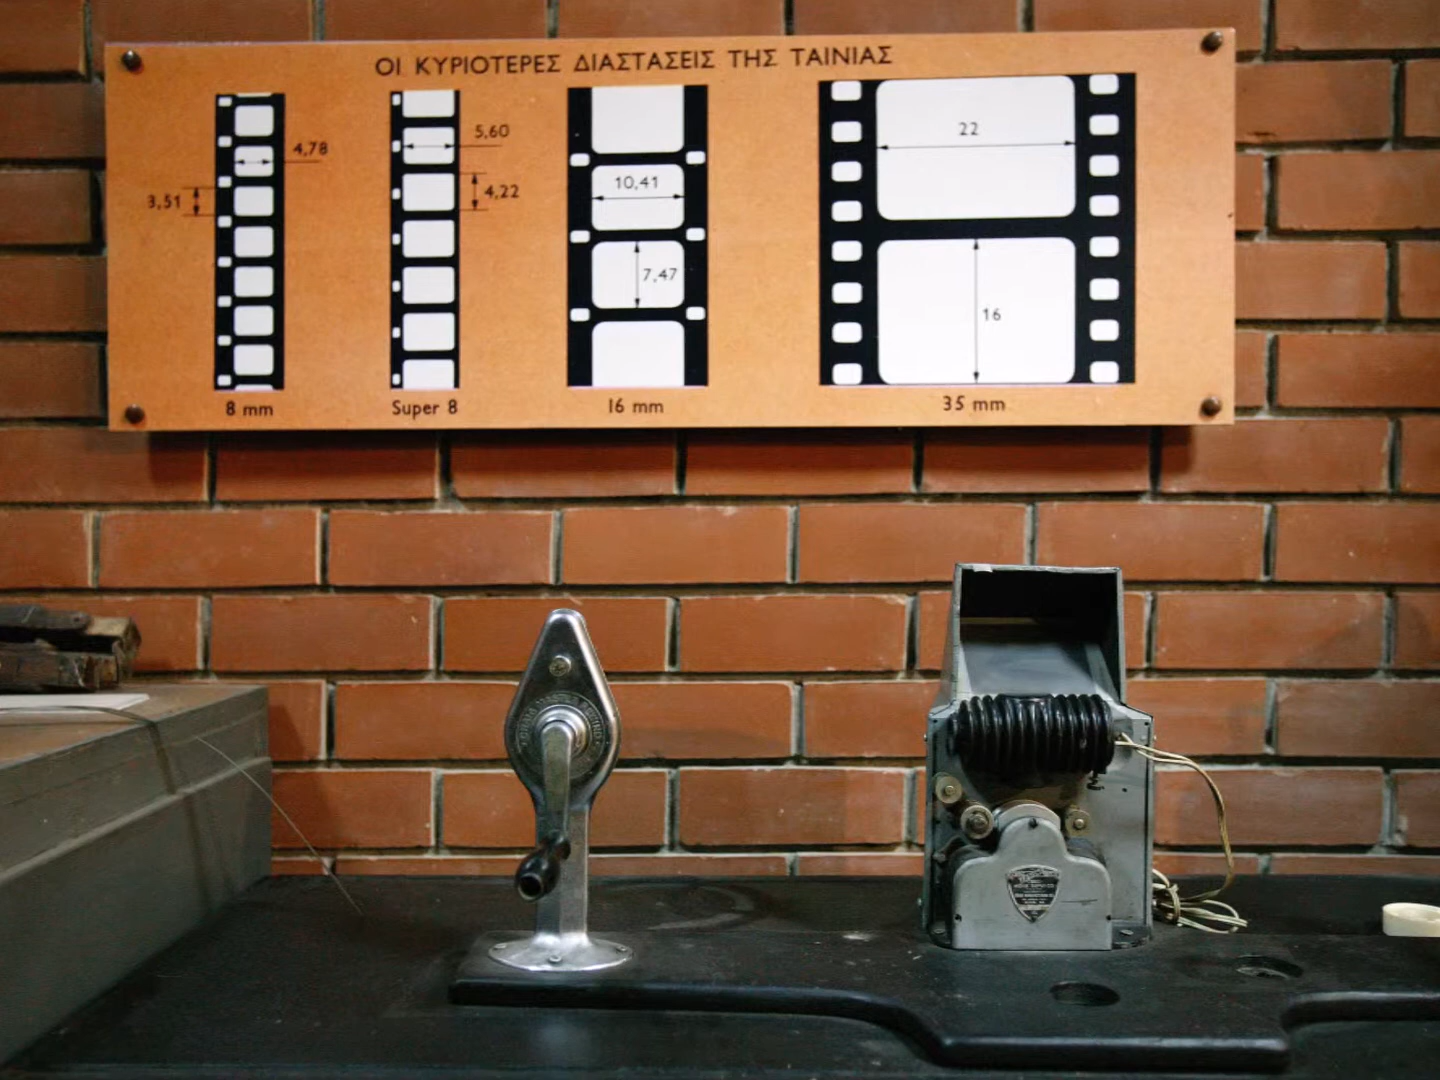 ΟΙ ΚΥΡΙΟΤΕΡΕΣ ΔΙΑΣΤΑΣΕΙΣ ΤΗΣ ΤΑΙΝΙΑΣ
4,78
3,51
8 mm
5,60
4,22
Super 8
10,41
7,47
16 mm
22
16
35 mm